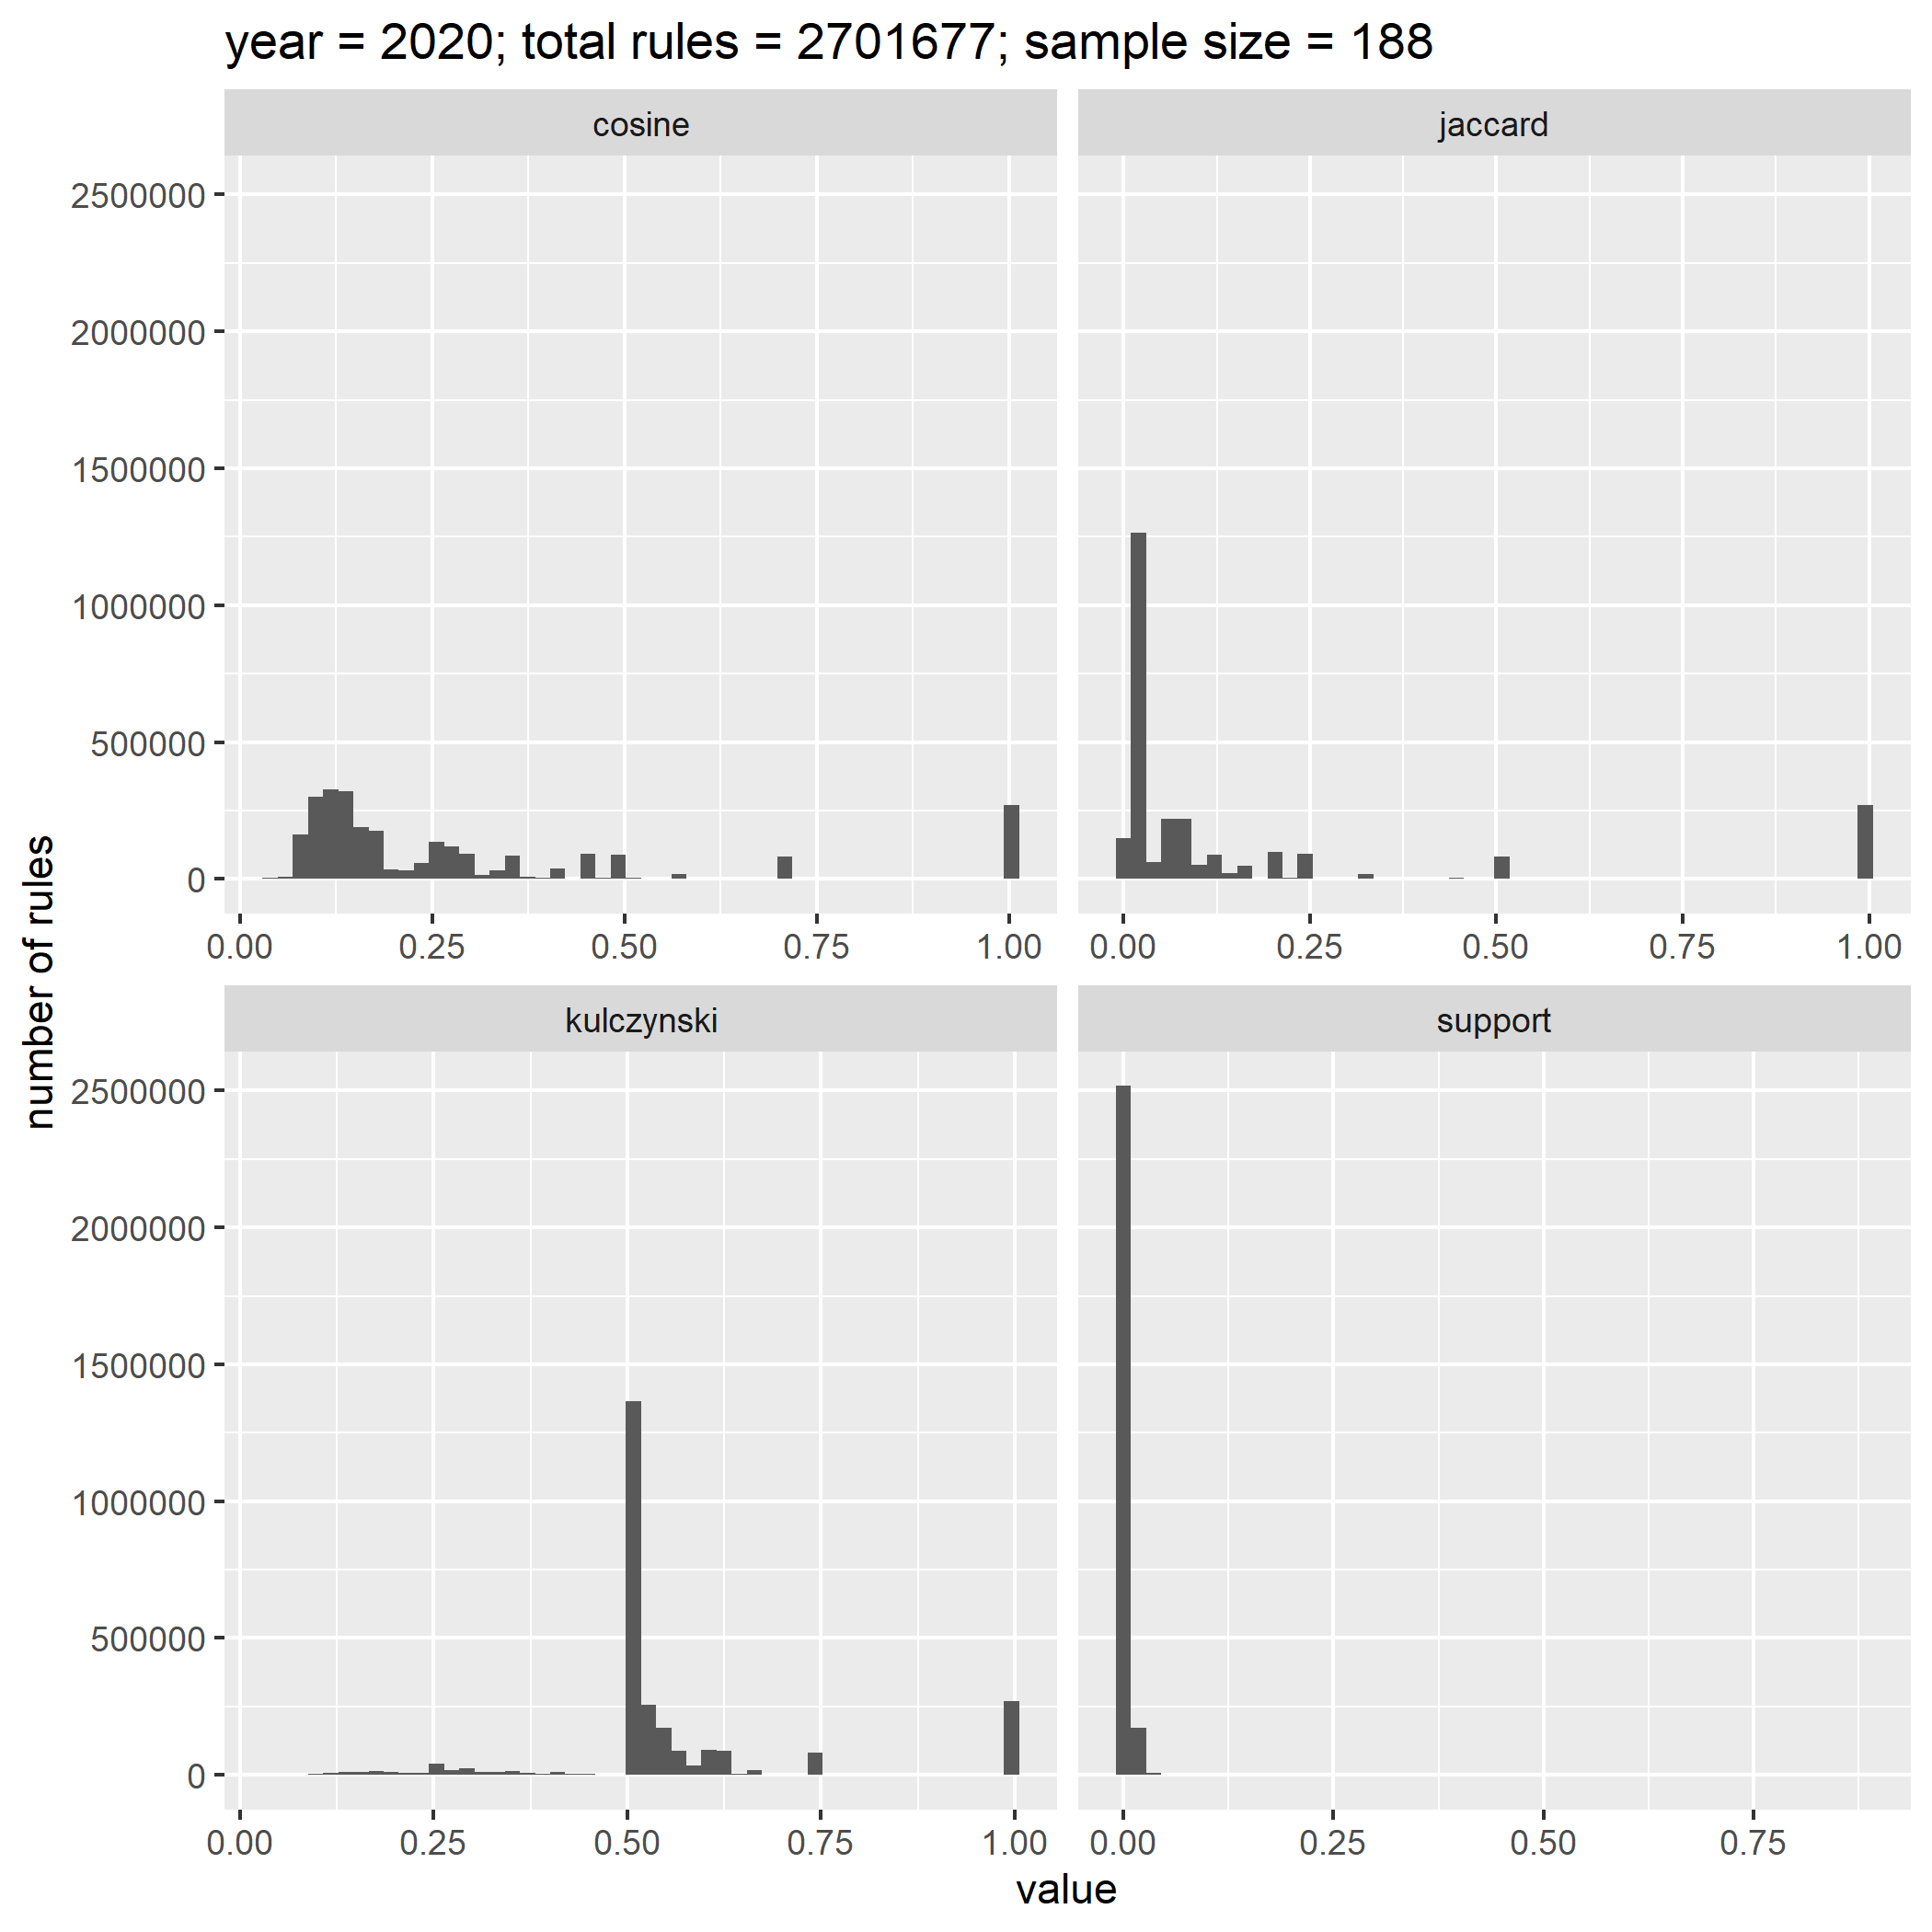 year = 2020; total rules = 2701677; sample size = 188
cosine
jaccard
2500000
2000000
1500000
1000000
500000
0
0.00 0.25 0.50 0.75 1.00
0.00 0.25 0.50 0.75 1.00
number of rules
kulczynski
support
2500000
2000000
1500000
1000000
500000
0
0.00 0.25 0.50 0.75 1.00
0.00 0.25 0.50 0.75
value